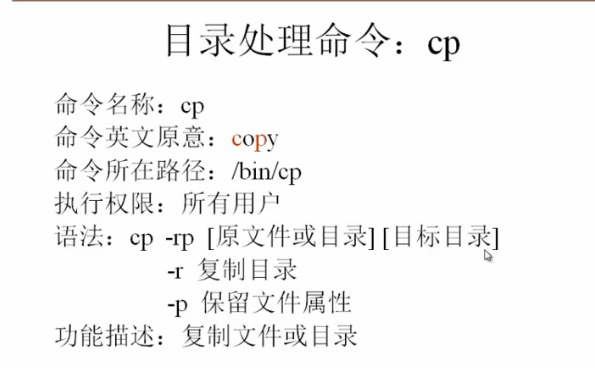 目录处理命令：cp
命令名称：cp
命令英文原意：copy
命令所在路径：/bin/cp
执行权限：所有用户
语法：cp -rp [原文件或目录] [目标目录]
-r 复制目录
-p 保留文件属性
功能描述：复制文件或目录